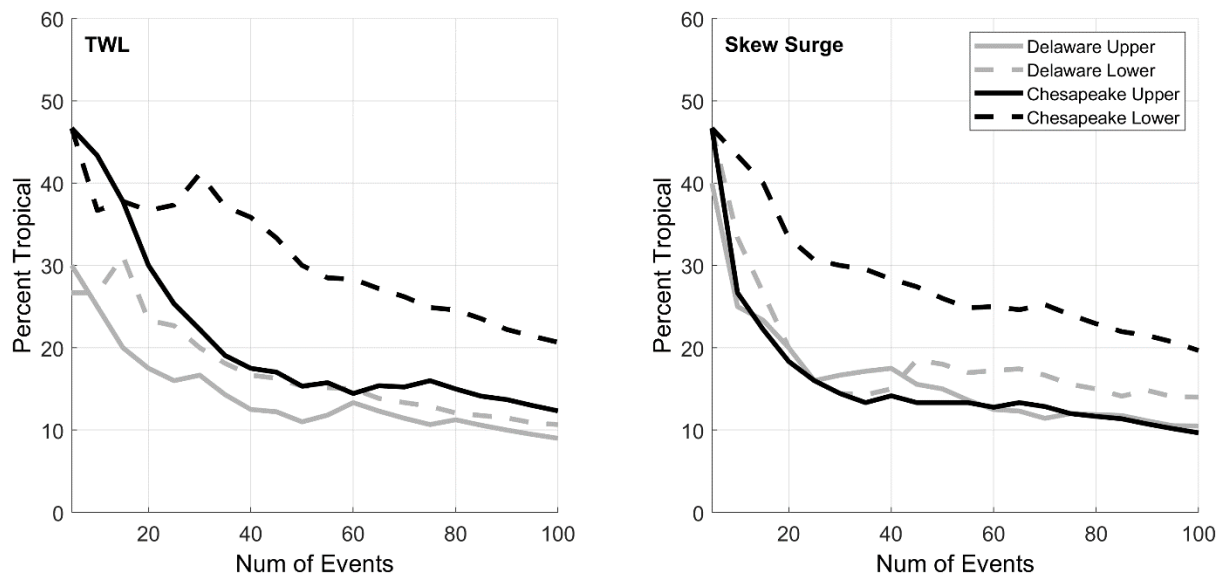 TWL
60
50
40
30
20
10
0
Percent Tropical
20
40
60
80
100
Num of Events
Skew Surge
Delaware Upper
Delaware Lower
Chesapeake Upper
Chesapeake Lower
60
50
40
30
20
10
0
Percent Tropical
20
40
60
80
100
Num of Events